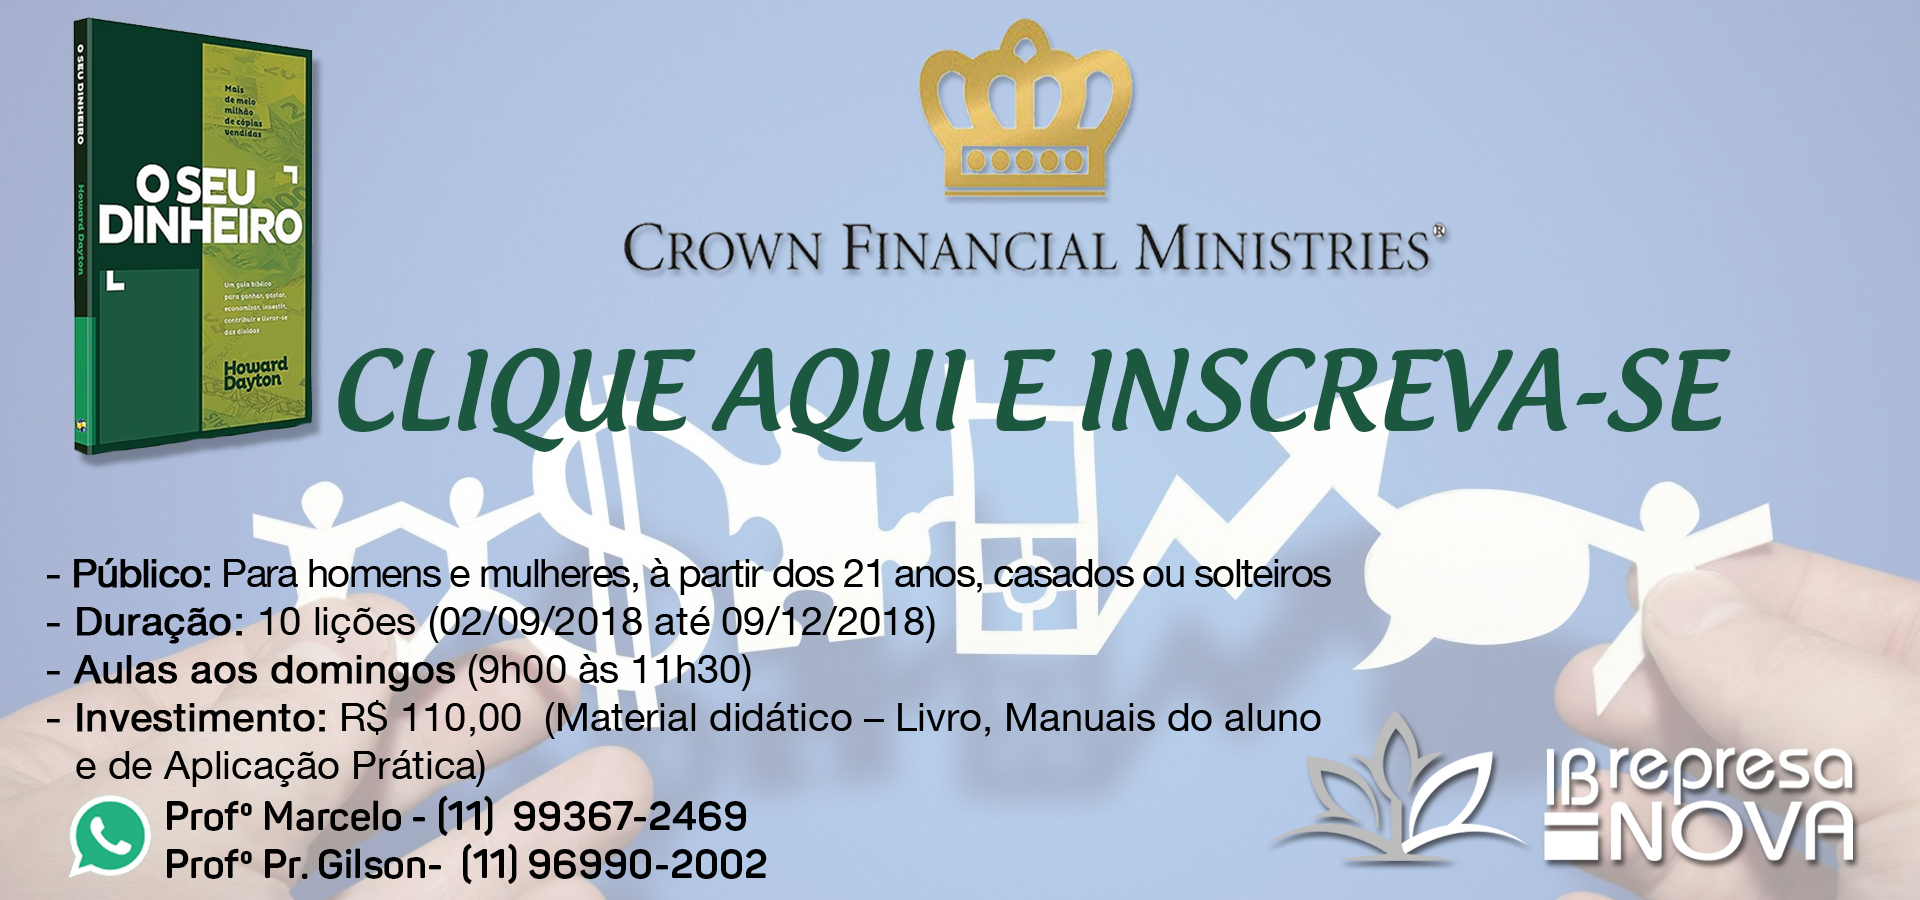 O SEU DINHEIRO
Howard Dayton
Mais
de meio
milhão
de cópias
vendidas
O SEU
DINHEIRO
Um guia bíblico
para ganhar, gastar,
economizar, investir,
contribuir e livrar-se
das dívidas
Howard
Dayton
CROWN FINANCIAL MINISTRIES®
CLIQUE AQUI E INSCREVA-SE
- Público: Para homens e mulheres, à partir dos 21 anos, casados ou solteiros
- Duração: 10 lições (02/09/2018 até 09/12/2018)
- Aulas aos domingos (9h00 às 11h30)
- Investimento: R$ 110,00 (Material didático – Livro, Manuais do aluno
e de Aplicação Prática)
Profº Marcelo - (11) 99367-2469
Profº Pr. Gilson- (11) 96990-2002
IB represa
NOVA